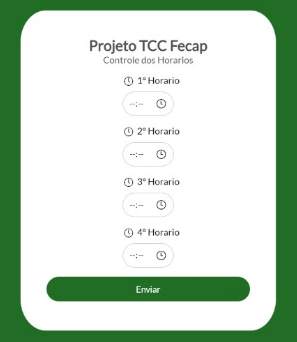 Projeto TCC Fecap
Controle dos Horarios
1º Horario
--:--
2º Horario
--:--
3º Horario
--:--
4º Horario
--:--
Enviar